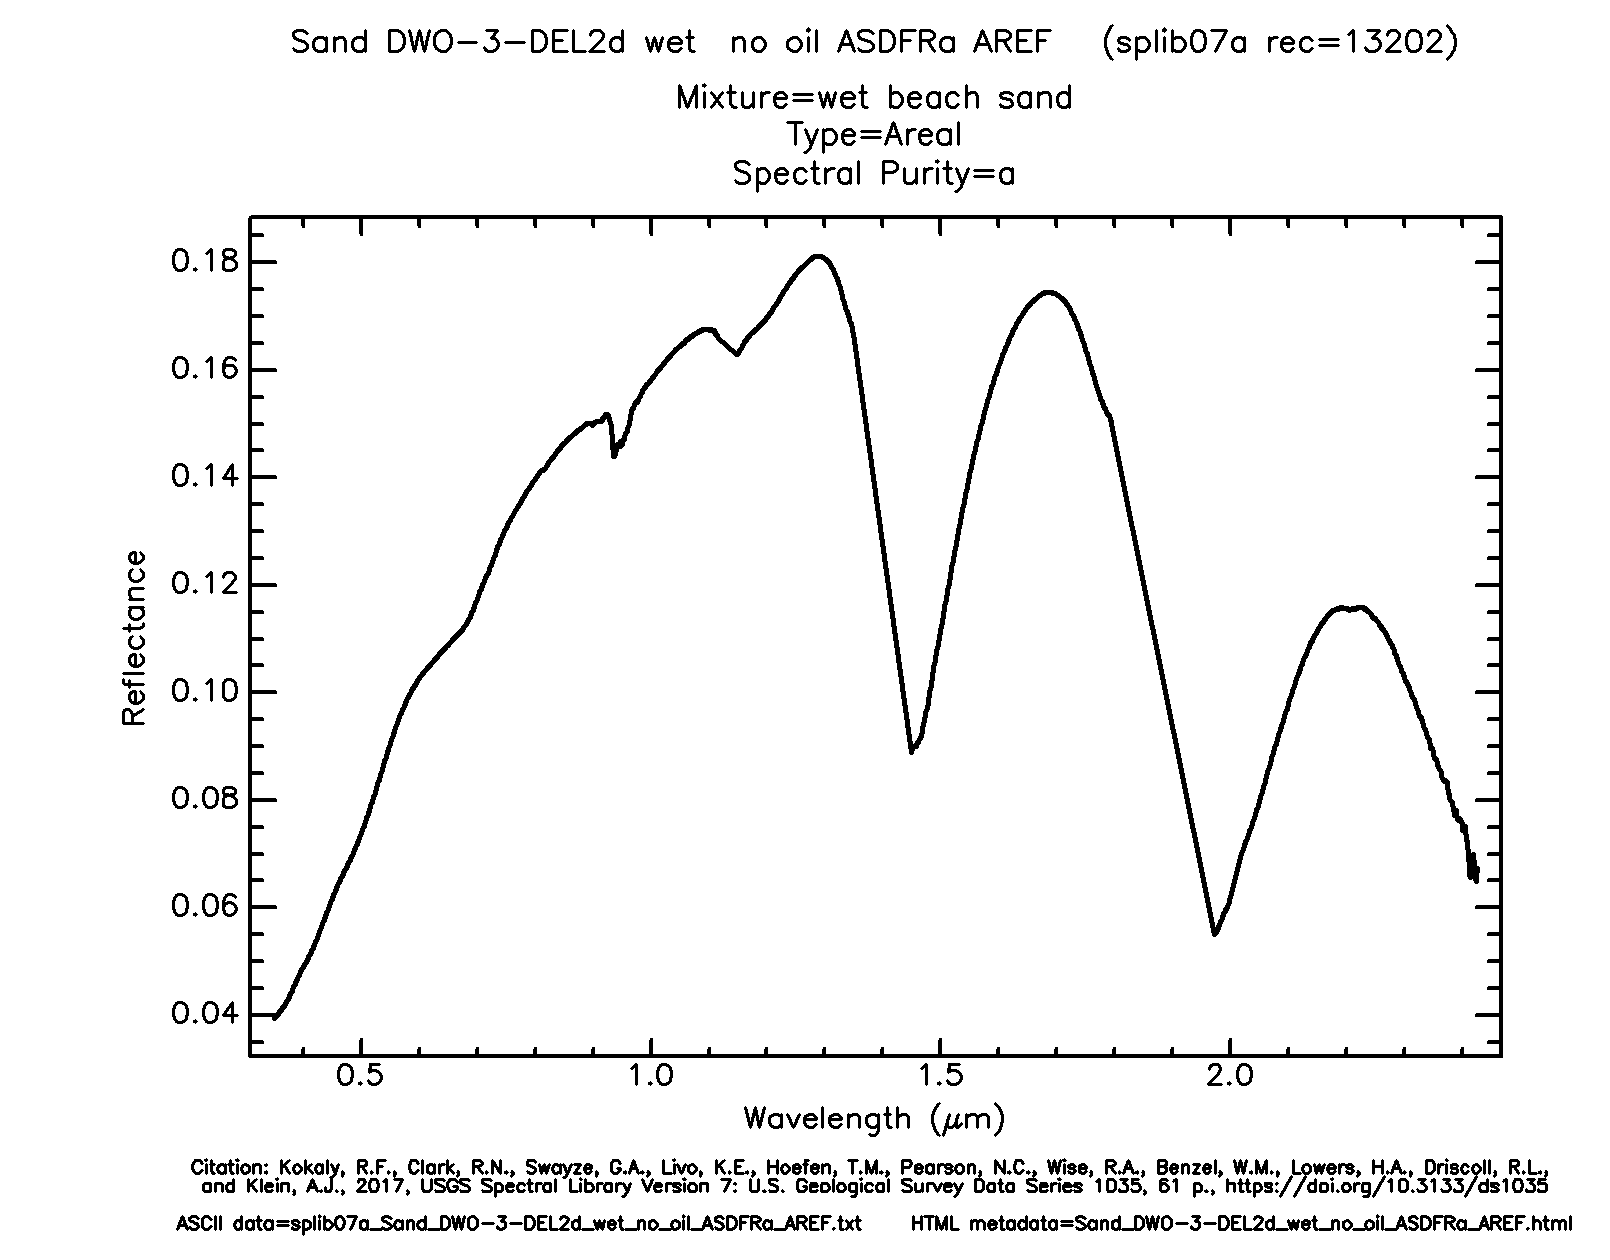 Sand DWO-3-DEL2d wet  no oil ASDFRa AREF    (splib07a rec=13202)
Mixture=wet beach sand
Type=Areal
Spectral Purity=a
0.18
0.16
0.14
0.12
0.10
0.08
0.06
0.04
Reflectance
0.5 1.0 1.5 2.0
Wavelength (μm)
Citation: Kokaly, R.F., Clark, R.N., Swayze, G.A., Livo, K.E., Hoefen, T.M., Pearson, N.C., Wise, R.A., Benzel, W.M., Lowers, H.A., Driscoll, R.L.,
and Klein, A.J., 2017, USGS Spectral Library Version 7: U.S. Geological Survey Data Series 1035, 61 p., https://doi.org/10.3133/ds1035
ASCII data=splib07a_Sand_DWO-3-DEL2d_wet_no_oil_ASDFRa_AREF.txt    HTML metadata=Sand_DWO-3-DEL2d_wet_no_oil_ASDFRa_AREF.html